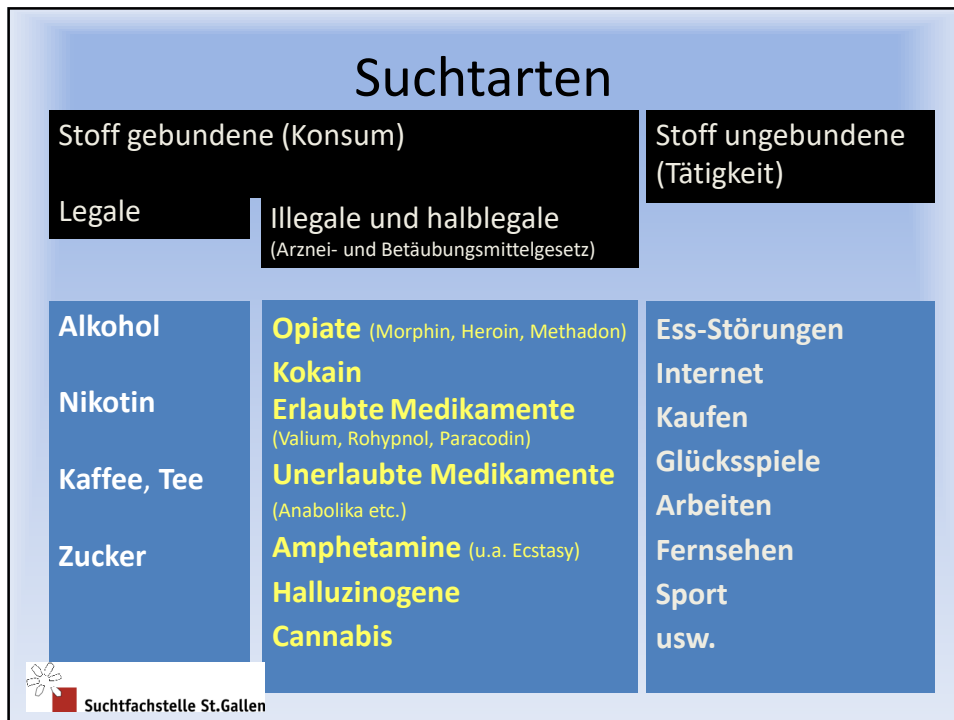 Suchtarten
Stoff gebundene (Konsum)
Legale
Illegale und halblegale
(Arznei- und Betäubungsmittelgesetz)
Stoff ungebundene
(Tätigkeit)
Alkohol
Nikotin
Kaffee, Tee
Zucker
Opiate (Morphin, Heroin, Methadon)
Kokain
Erlaubte Medikamente
(Valium, Rohypnol, Paracodin)
Unerlaubte Medikamente
(Anabolika etc.)
Amphetamine (u.a. Ecstasy)
Halluzinogene
Cannabis
Ess-Störungen
Internet
Kaufen
Glücksspiele
Arbeiten
Fernsehen
Sport
usw.
Suchtfachstelle St.Gallen